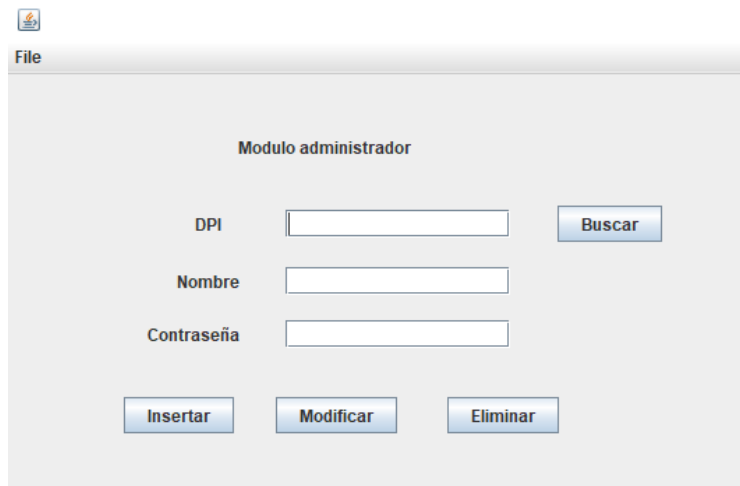 File
Modulo administrador
DPI Buscar
Nombre
Contraseña
Insertar Modificar Eliminar